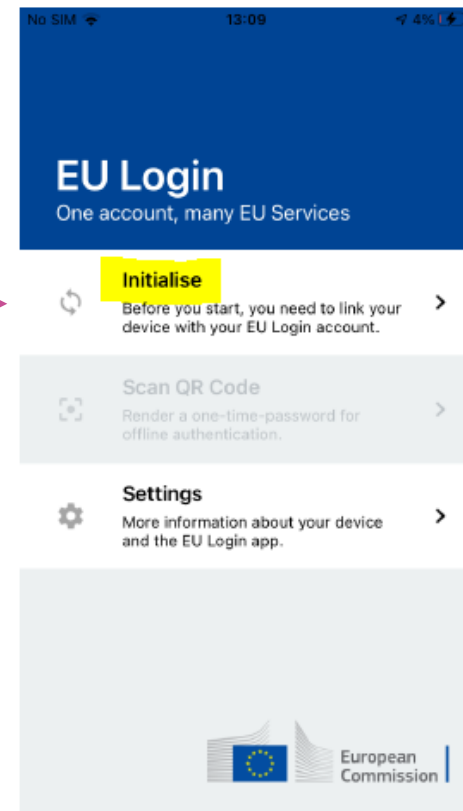 No SIM 13:09 4%
EU Login
One account, many EU Services
Initialise
Before you start, you need to link your
device with your EU Login account.
Scan QR Code
Render a one-time-password for
offline authentication.
Settings
More information about your device
and the EU Login app.
European
Commission